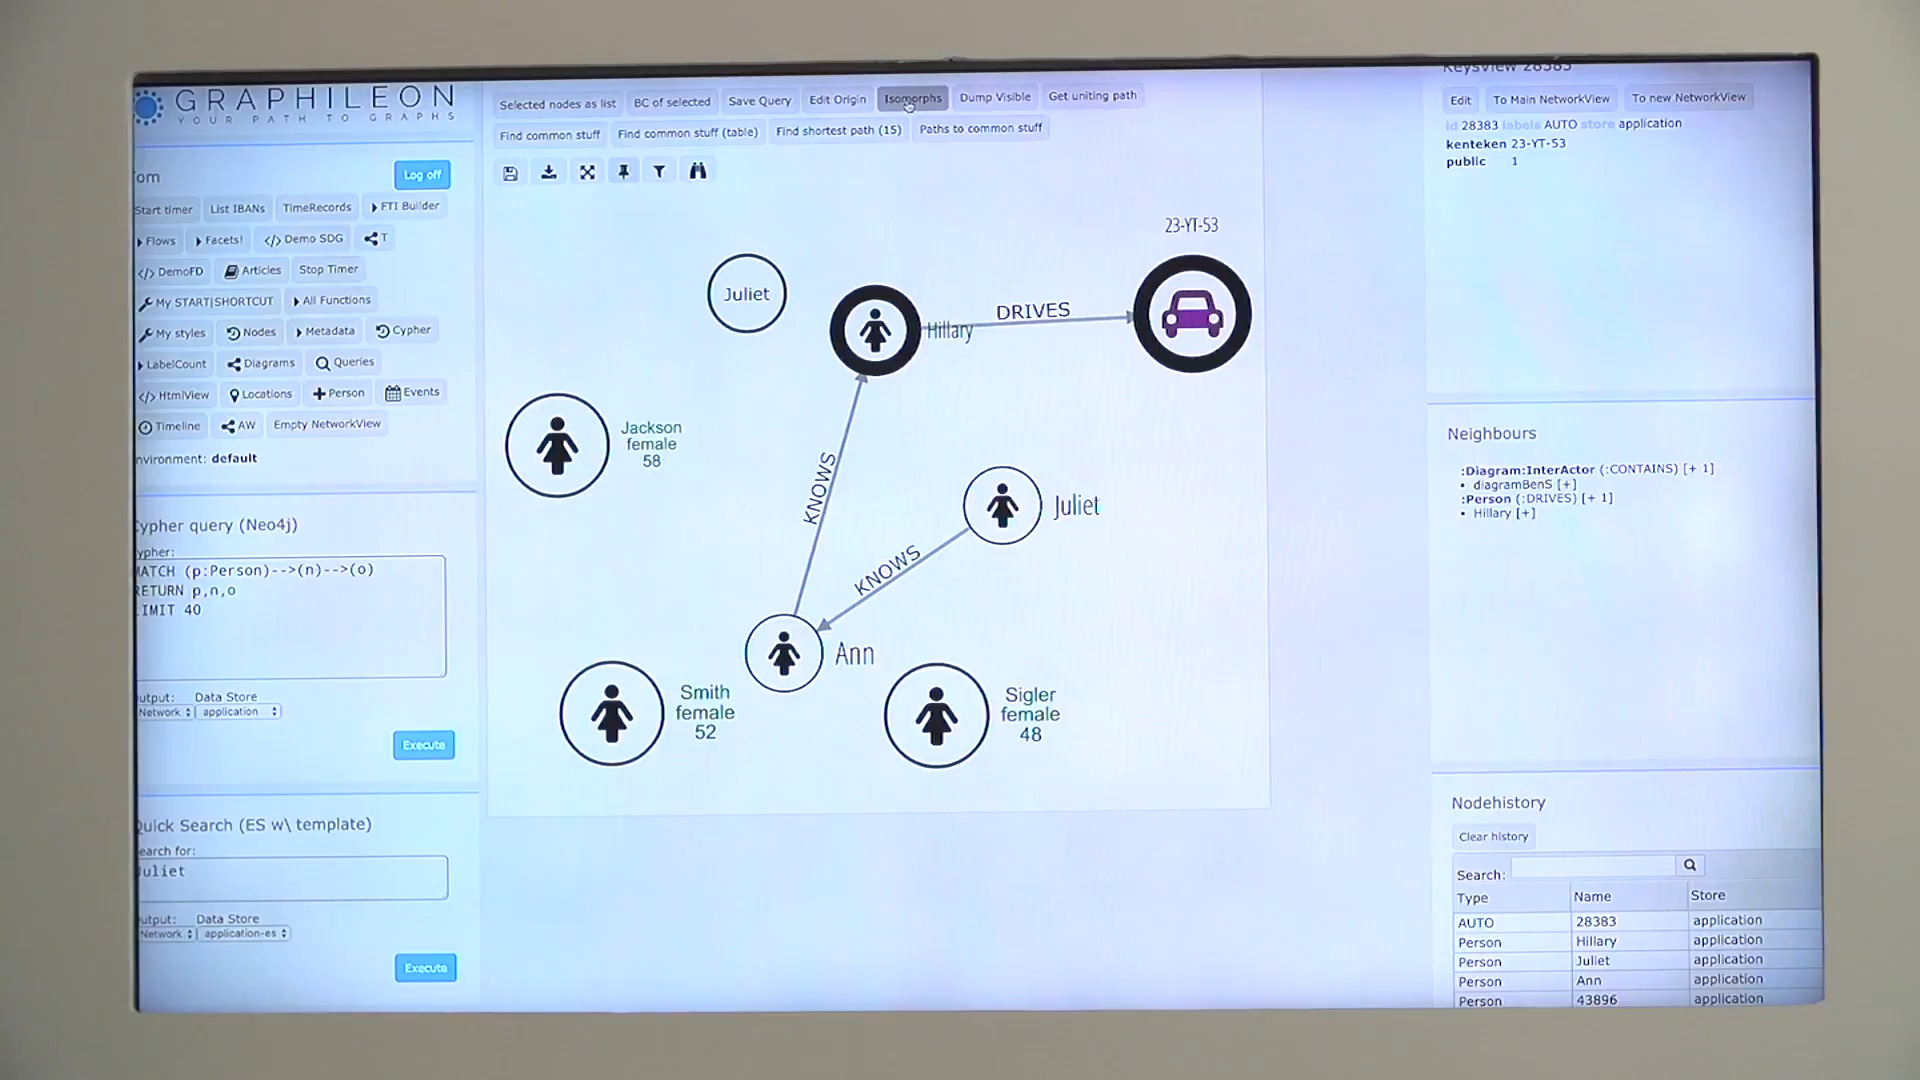 GRAPHILEON
YOUR PATH TO GRAPHS
om
Log off
Start timer
List IBANs
TimeRecords
FTI Builder
Flows
Facets!
</> Demo SDG
T
</> DemoFD
Articles
Stop Timer
My START|SHORTCUT
All Functions
My styles
Nodes
Metadata
Cypher
LabelCount
Diagrams
Queries
</> HtmlView
Locations
+Person
Events
Timeline
AW
Empty NetworkView
nvironment: default
Cypher query (Neo4j)
ypher:
MATCH (p:Person)-->(n)-->(o)
RETURN p,n,o
LIMIT 40
utput:
Data Store
Network
application
Execute
Quick Search (ES w\ template)
earch for:
Juliet
utput:
Data Store
Network
application-es
Execute
Selected nodes as list
BC of selected
Save Query
Edit Origin
Isomorphs
Dump Visible
Get uniting path
Find common stuff
Find common stuff (table)
Find shortest path (15)
Paths to common stuff
23-YT-53
Juliet
Hillary
DRIVES
Jackson
female
58
KNOWS
Juliet
KNOWS
Ann
Smith
female
52
Sigler
female
48
Keysview 28383
Edit
To Main NetworkView
To new NetworkView
id 28383 labels AUTO store application
kenteken 23-YT-53
public 1
Neighbours
:Diagram:InterActor (:CONTAINS) [+ 1]
• diagramBenS [+]
:Person (:DRIVES) [+ 1]
• Hillary [+]
Nodehistory
Clear history
Search:
Type Name Store
AUTO 28383 application
Person Hillary application
Person Juliet application
Person Ann application
Person 43896 application